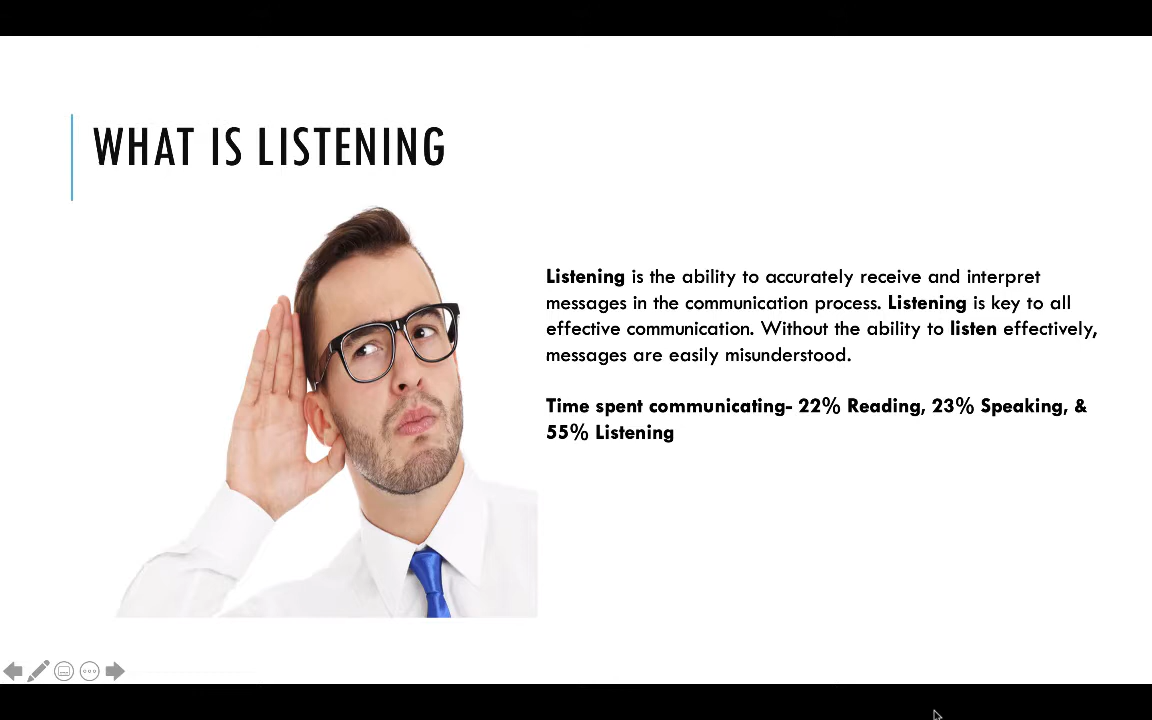 WHAT IS LISTENING
Listening is the ability to accurately receive and interpret
messages in the communication process. Listening is key to all
effective communication. Without the ability to listen effectively,
messages are easily misunderstood.
Time spent communicating- 22% Reading, 23% Speaking, &
55% Listening